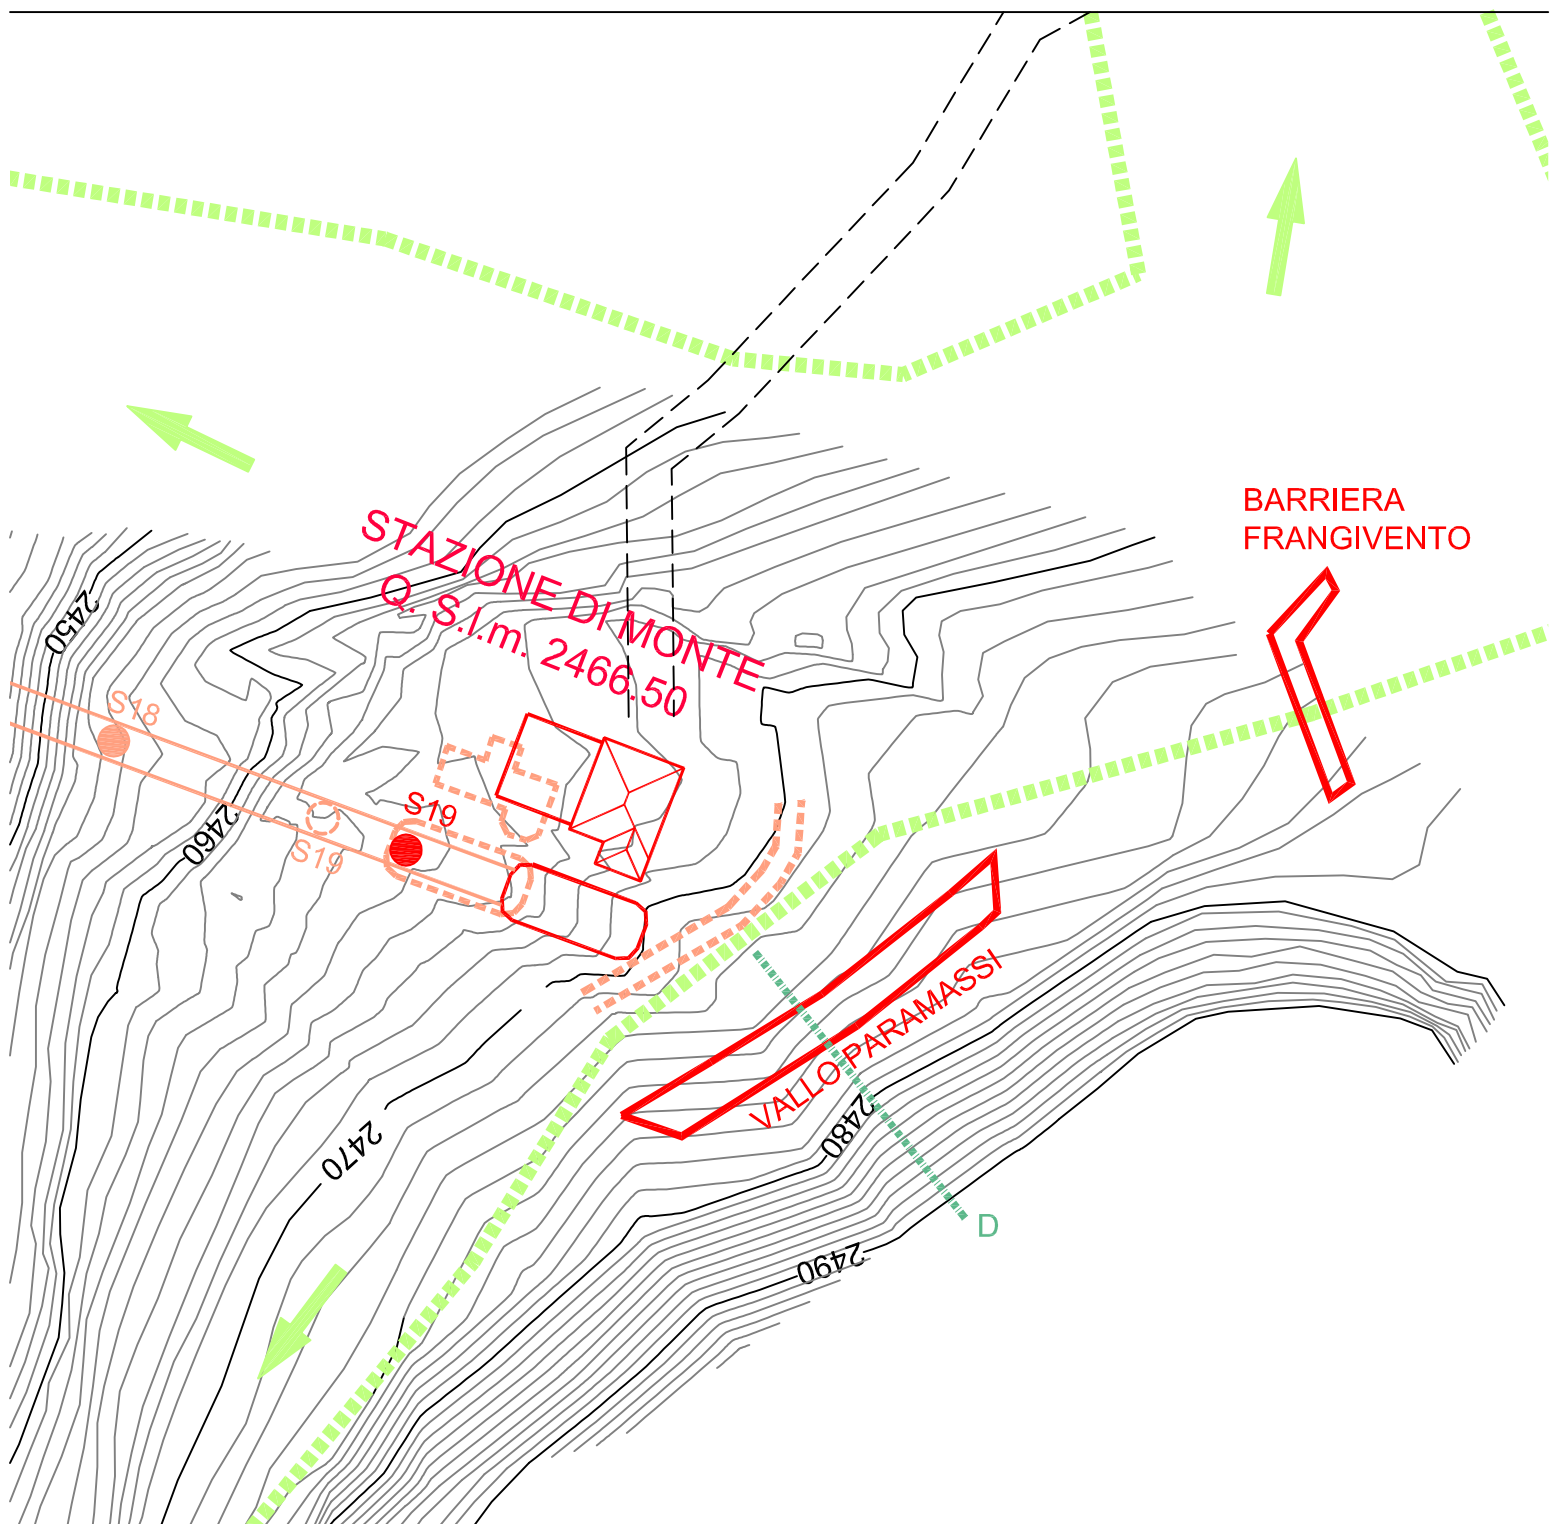 BARRIERA
FRANGIVENTO
STAZIONE DI MONTE
Q. S.l.m. 2466.50
2450
S18
S19
2460
S19
VALLO PARAMASSI
2480
2470
D
2490